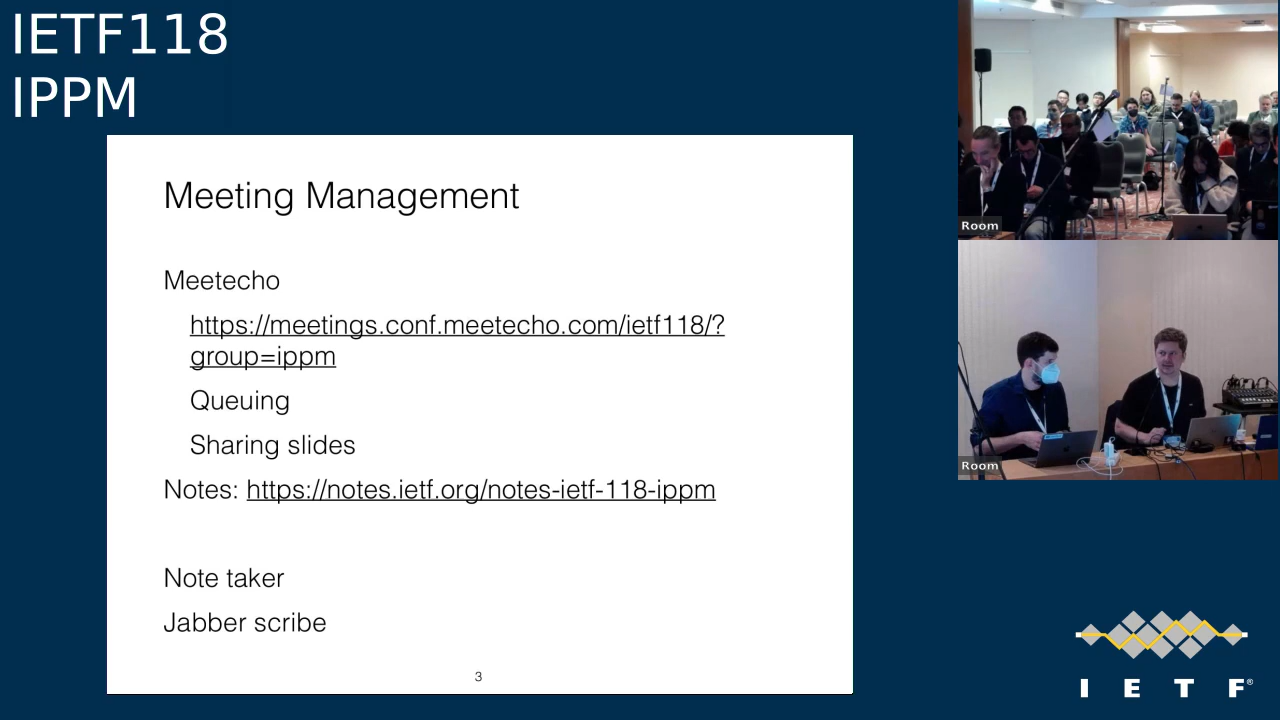 IETF118
IPPM
Meeting Management
Meetecho
https://meetings.conf.meetecho.com/ietf118/?
group=ippm
Queuing
Sharing slides
Notes: https://notes.ietf.org/notes-ietf-118-ippm
Note taker
Jabber scribe
3
Room
Room
I E T F®